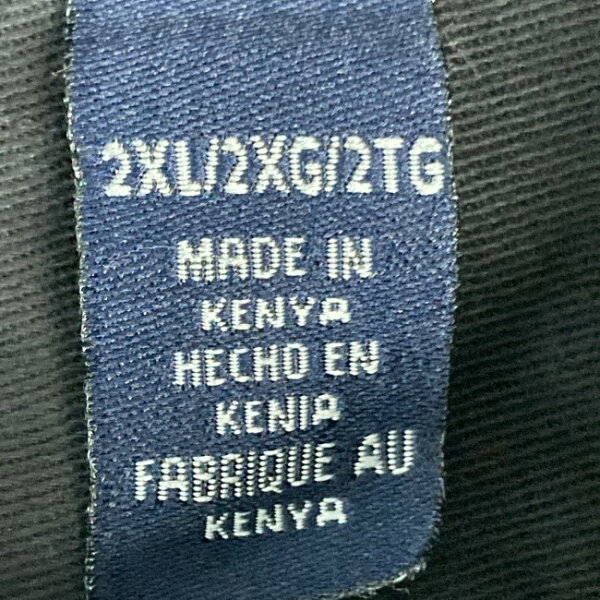 2XL/2XG/2TG
MADE IN
KENYA
HECHO EN
KENIA
FABRIQUE AU
KENYA